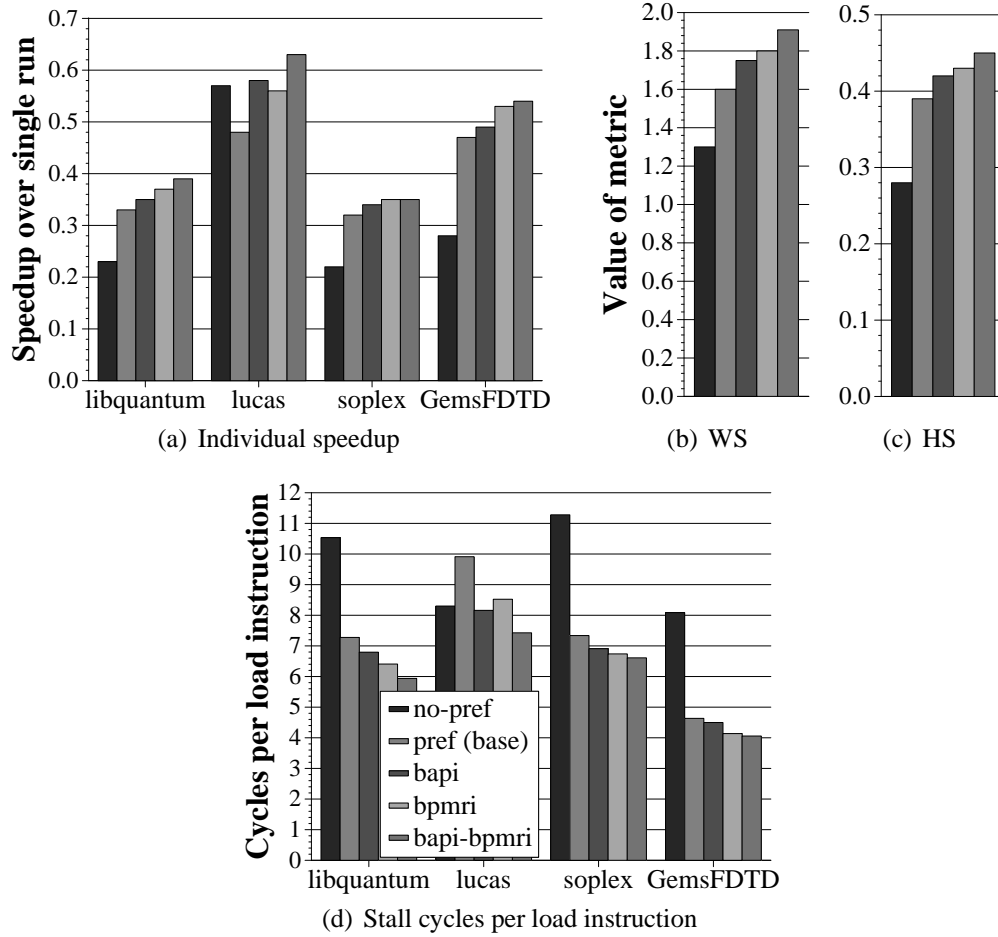 Speedup over single run
0.7
0.6
0.5
0.4
0.3
0.2
0.1
0.0
libquantum lucas soplex GemsFDTD
(a) Individual speedup
Value of metric
2.0
1.8
1.6
1.4
1.2
1.0
0.8
0.6
0.4
0.2
0.0
(b) WS
0.5
0.4
0.3
0.2
0.1
0.0
(c) HS
Cycles per load instruction
12
11
10
9
8
7
6
5
4
3
2
1
0
no-pref
pref (base)
bapi
bpmri
bapi-bpmri
libquantum lucas soplex GemsFDTD
(d) Stall cycles per load instruction